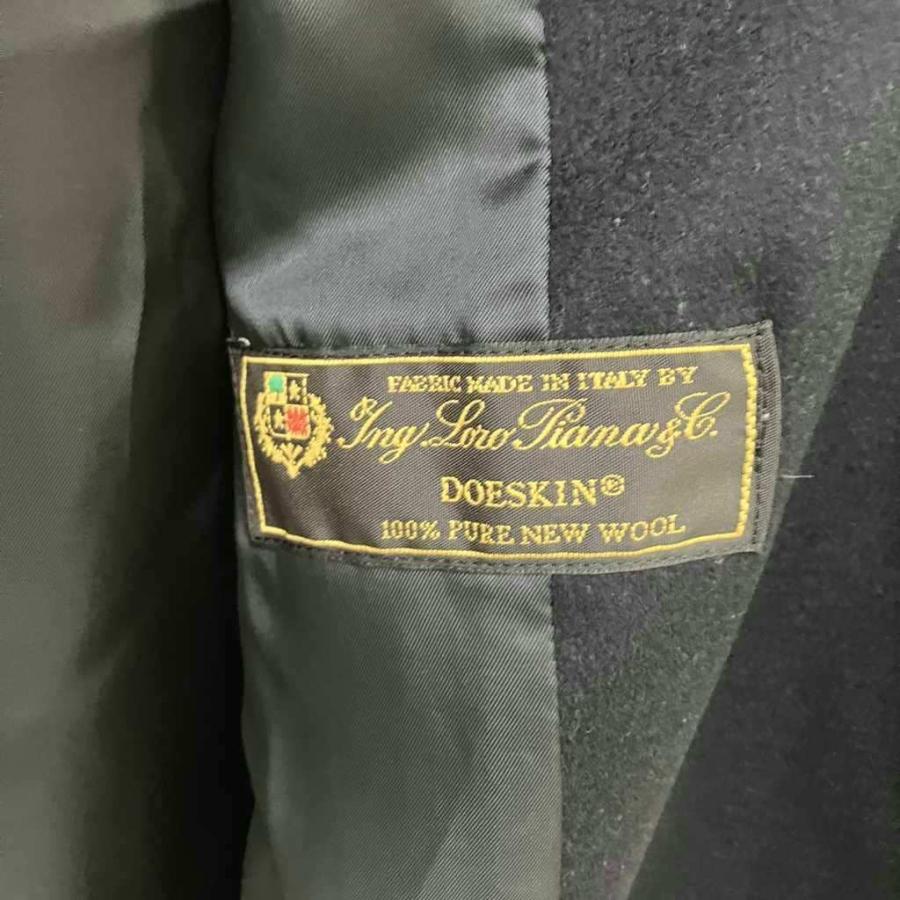 FABRIC MADE IN ITALY BY
Ing. Loro Piana & C.
DOESKIN®
100% PURE NEW WOOL